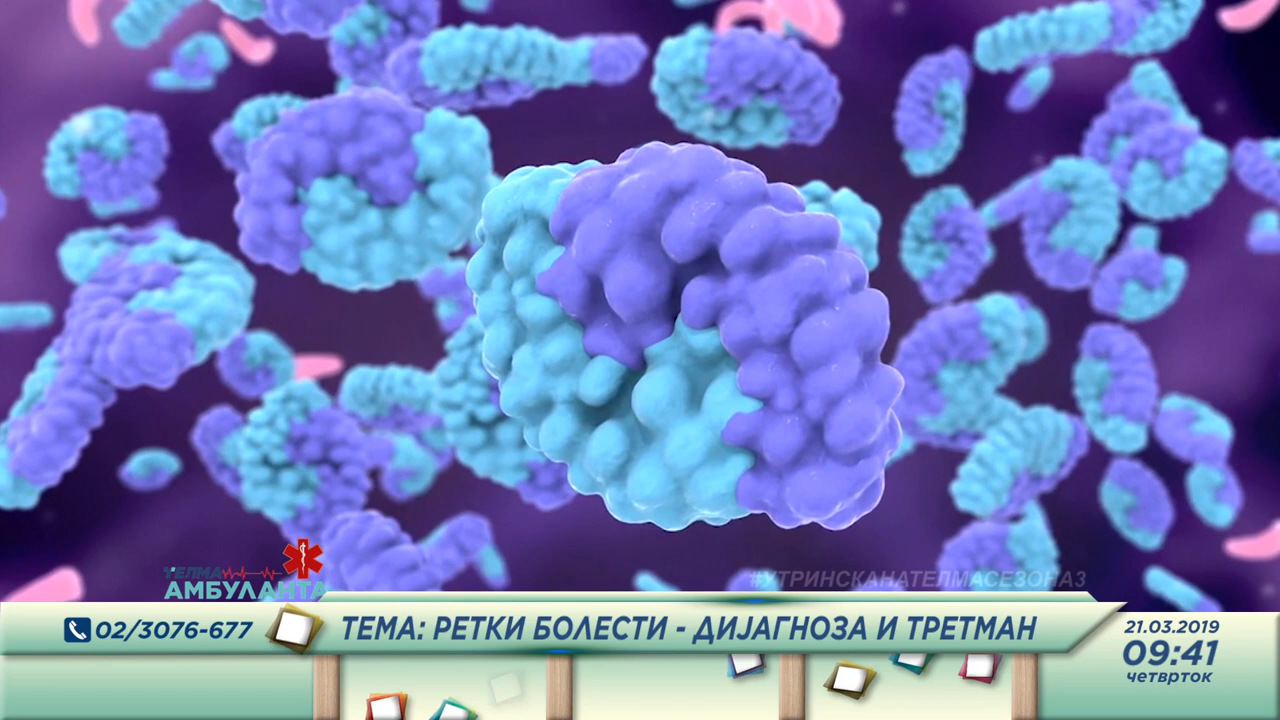 ТЕЛМА
АМБУЛАНТА
#УТРИНСКАНАТЕЛМАСЕЗОНА3
02/3076-677
ТЕМА: РЕТКИ БОЛЕСТИ - ДИЈАГНОЗА И ТРЕТМАН
21.03.2019
09:41
четврток